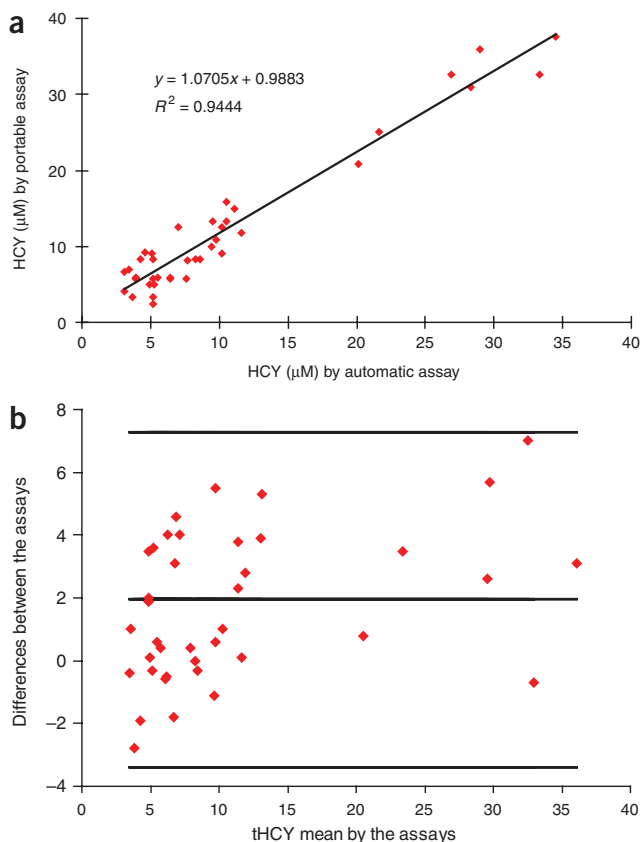 a
40
30
20
10
0
HCY (µM) by portable assay
y = 1.0705x + 0.9883
R² = 0.9444
0 5 10 15 20 25 30 35 40
HCY (µM) by automatic assay
b
8
6
4
2
0
–2
–4
Differences between the assays
0 5 10 15 20 25 30 35 40
tHCY mean by the assays